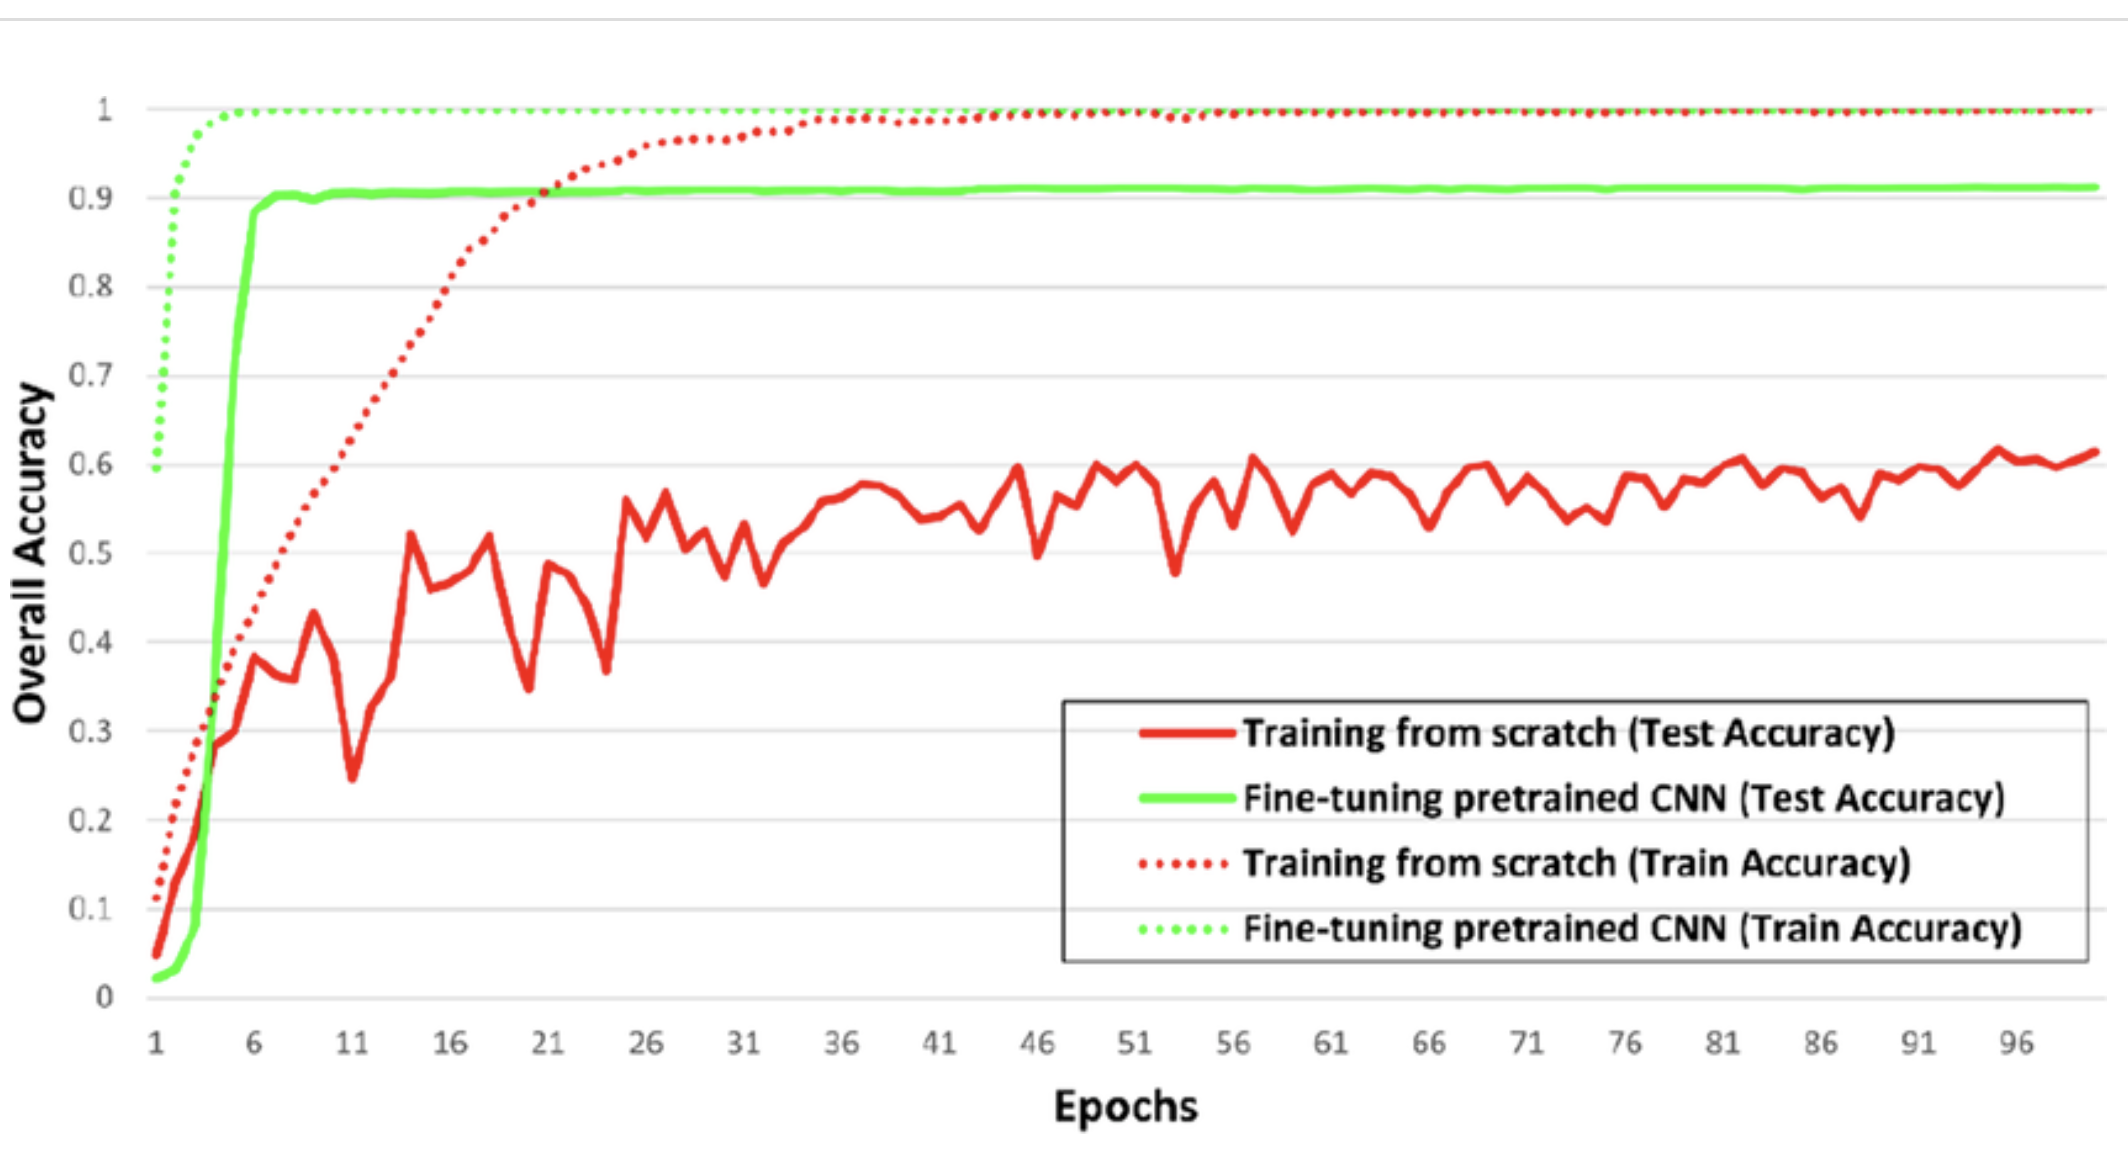 1
0.9
0.8
0.7
0.6
0.5
0.4
0.3
0.2
0.1
0
Overall Accuracy
Training from scratch (Test Accuracy)
Fine-tuning pretrained CNN (Test Accuracy)
Training from scratch (Train Accuracy)
Fine-tuning pretrained CNN (Train Accuracy)
1 6 11 16 21 26 31 36 41 46 51 56 61 66 71 76 81 86 91 96
Epochs